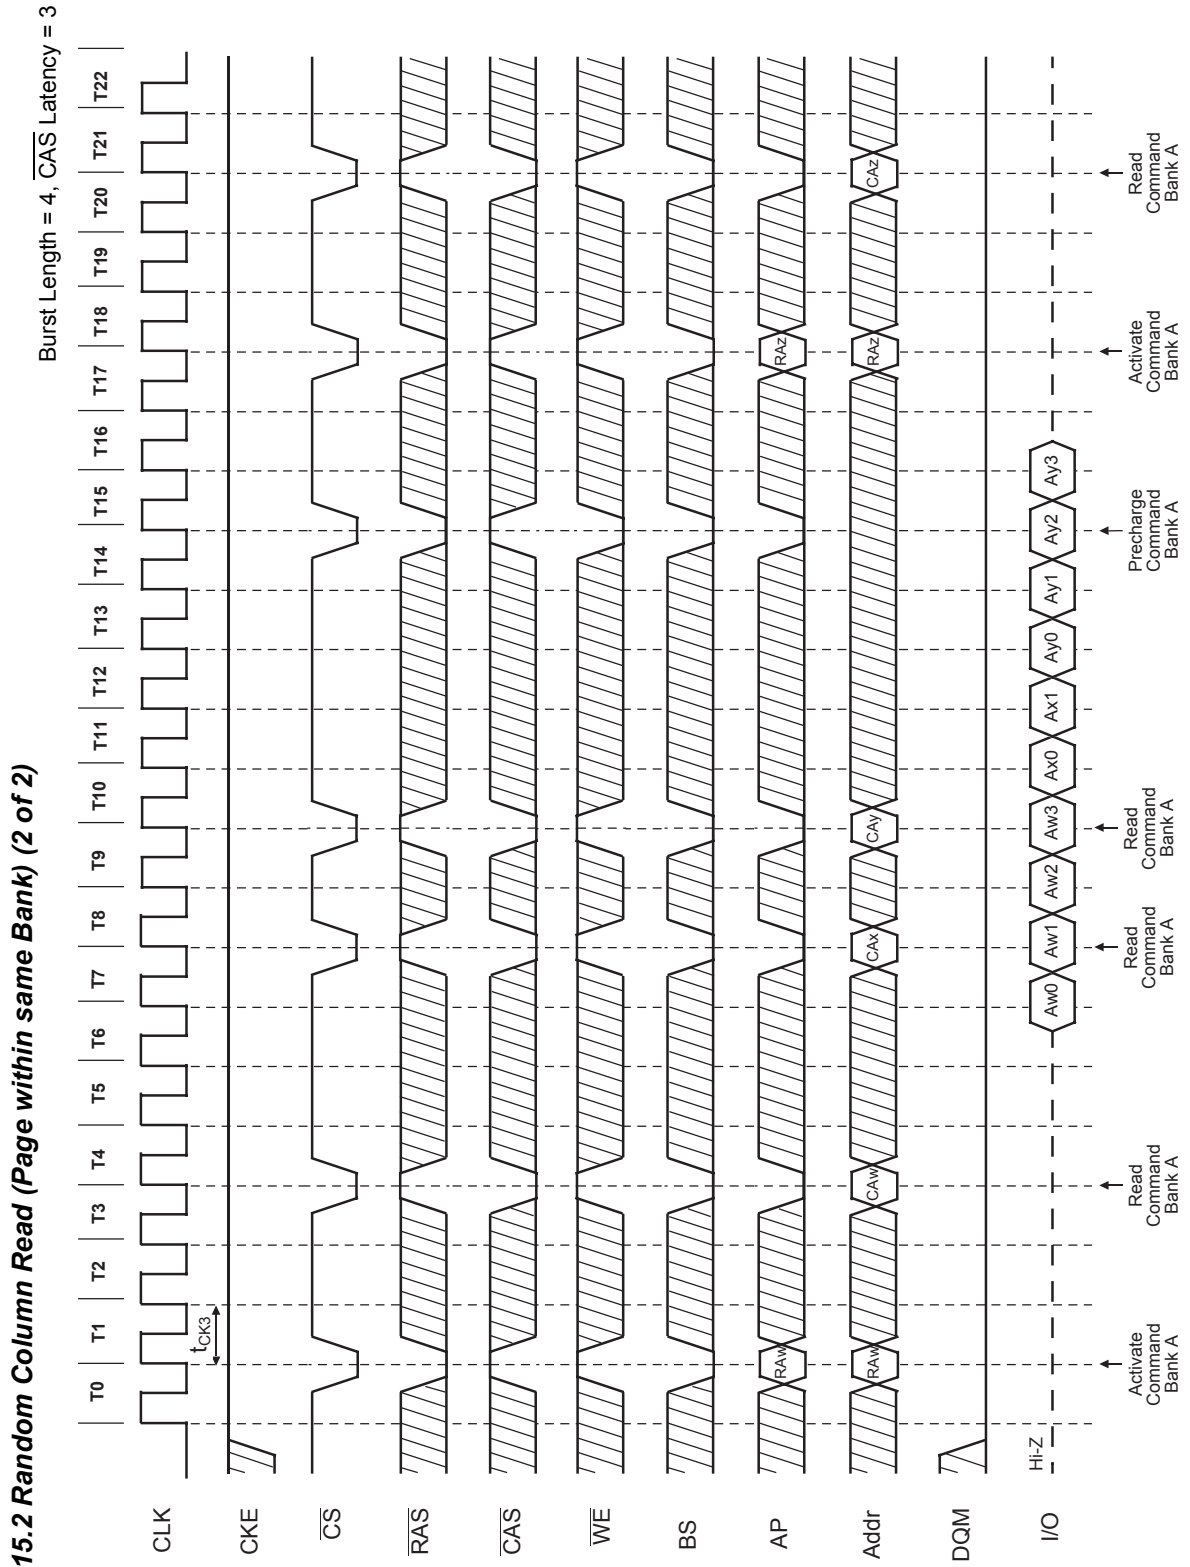 15.2 Random Column Read (Page within same Bank) (2 of 2)
Burst Length = 4, CAS Latency = 3
T0 T1 T2 T3 T4 T5 T6 T7 T8 T9 T10 T11 T12 T13 T14 T15 T16 T17 T18 T19 T20 T21 T22
CLK
tCK3
CKE
CS
RAS
CAS
WE
BS
AP
RAw RAz
Addr
RAw CAw CAx CAy RAz CAz
DQM
I/O
Hi-Z
Aw0 Aw1 Aw2 Aw3 Ax0 Ax1 Ay0 Ay1 Ay2 Ay3
Activate
Command
Bank A
Read
Command
Bank A
Read
Command
Bank A
Read
Command
Bank A
Precharge
Command
Bank A
Activate
Command
Bank A
Read
Command
Bank A